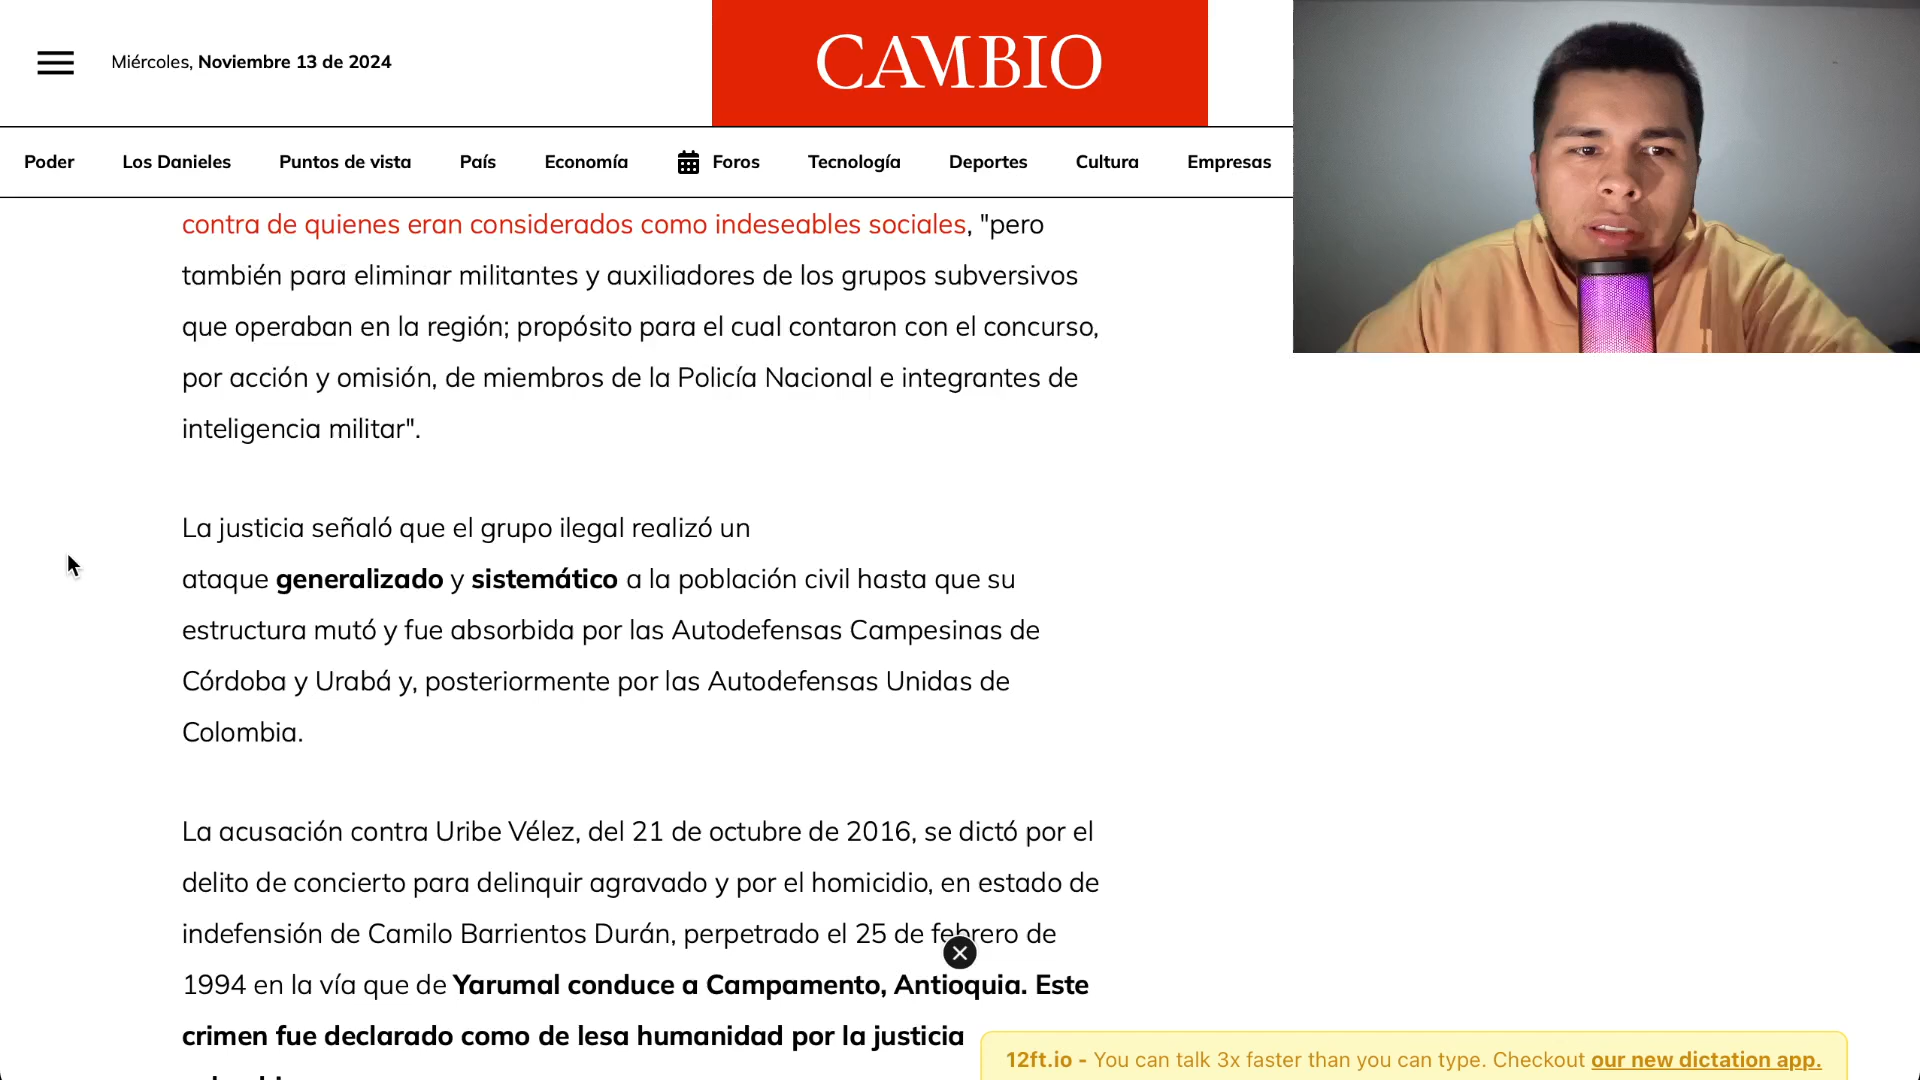 Miércoles, Noviembre 13 de 2024
CAMBIO
Poder Los Danieles Puntos de vista País Economía Foros Tecnología Deportes Cultura Empresas
contra de quienes eran considerados como indeseables sociales, "pero
también para eliminar militantes y auxiliadores de los grupos subversivos
que operaban en la región; propósito para el cual contaron con el concurso,
por acción y omisión, de miembros de la Policía Nacional e integrantes de
inteligencia militar".
La justicia señaló que el grupo ilegal realizó un
ataque generalizado y sistemático a la población civil hasta que su
estructura mutó y fue absorbida por las Autodefensas Campesinas de
Córdoba y Urabá y, posteriormente por las Autodefensas Unidas de
Colombia.
La acusación contra Uribe Vélez, del 21 de octubre de 2016, se dictó por el
delito de concierto para delinquir agravado y por el homicidio, en estado de
indefensión de Camilo Barrientos Durán, perpetrado el 25 de febrero de
1994 en la vía que de Yarumal conduce a Campamento, Antioquia. Este
crimen fue declarado como de lesa humanidad por la justicia
12ft.io - You can talk 3x faster than you can type. Checkout our new dictation app.